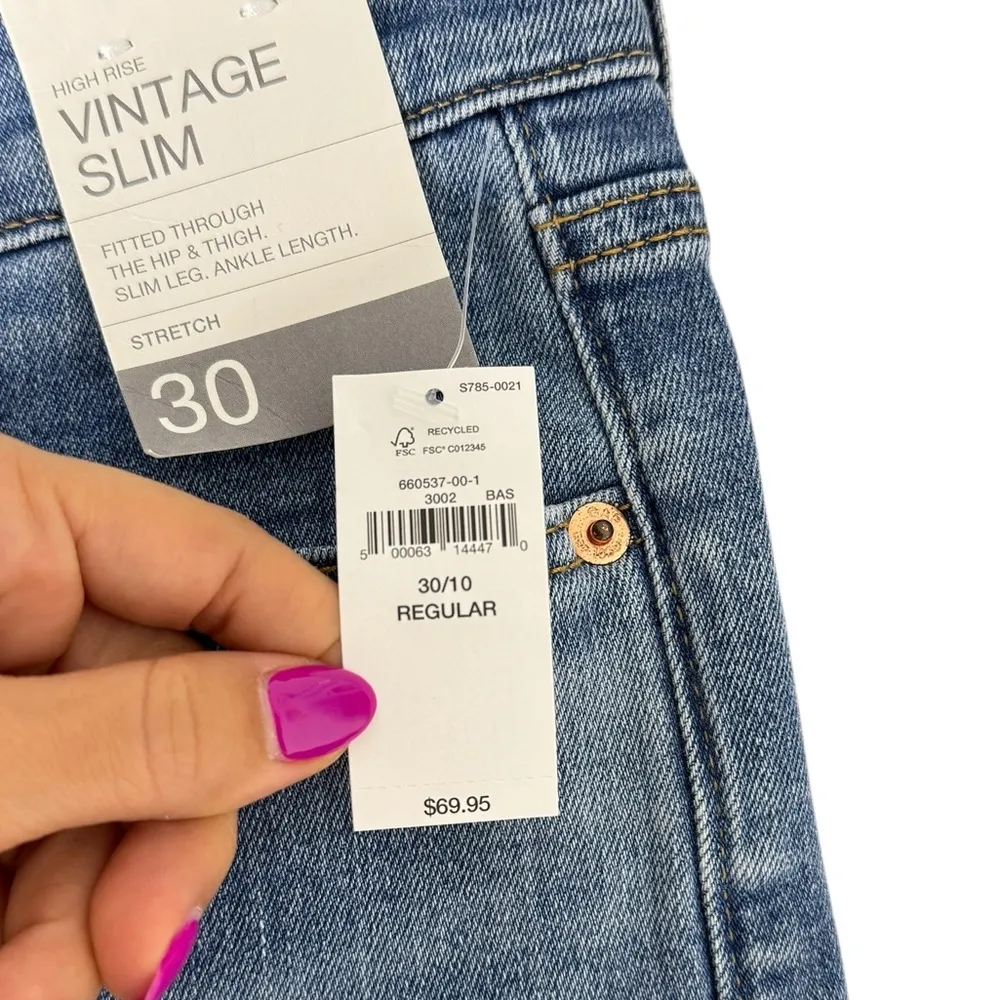 HIGH RISE
VINTAGE
SLIM
FITTED THROUGH
THE HIP & THIGH.
SLIM LEG. ANKLE LENGTH.
STRETCH
30
S785-0021
RECYCLED
FSC FSC® C012345
660537-00-1
3002 BAS
5 00063 14447 0
30/10
REGULAR
$69.95
GAP